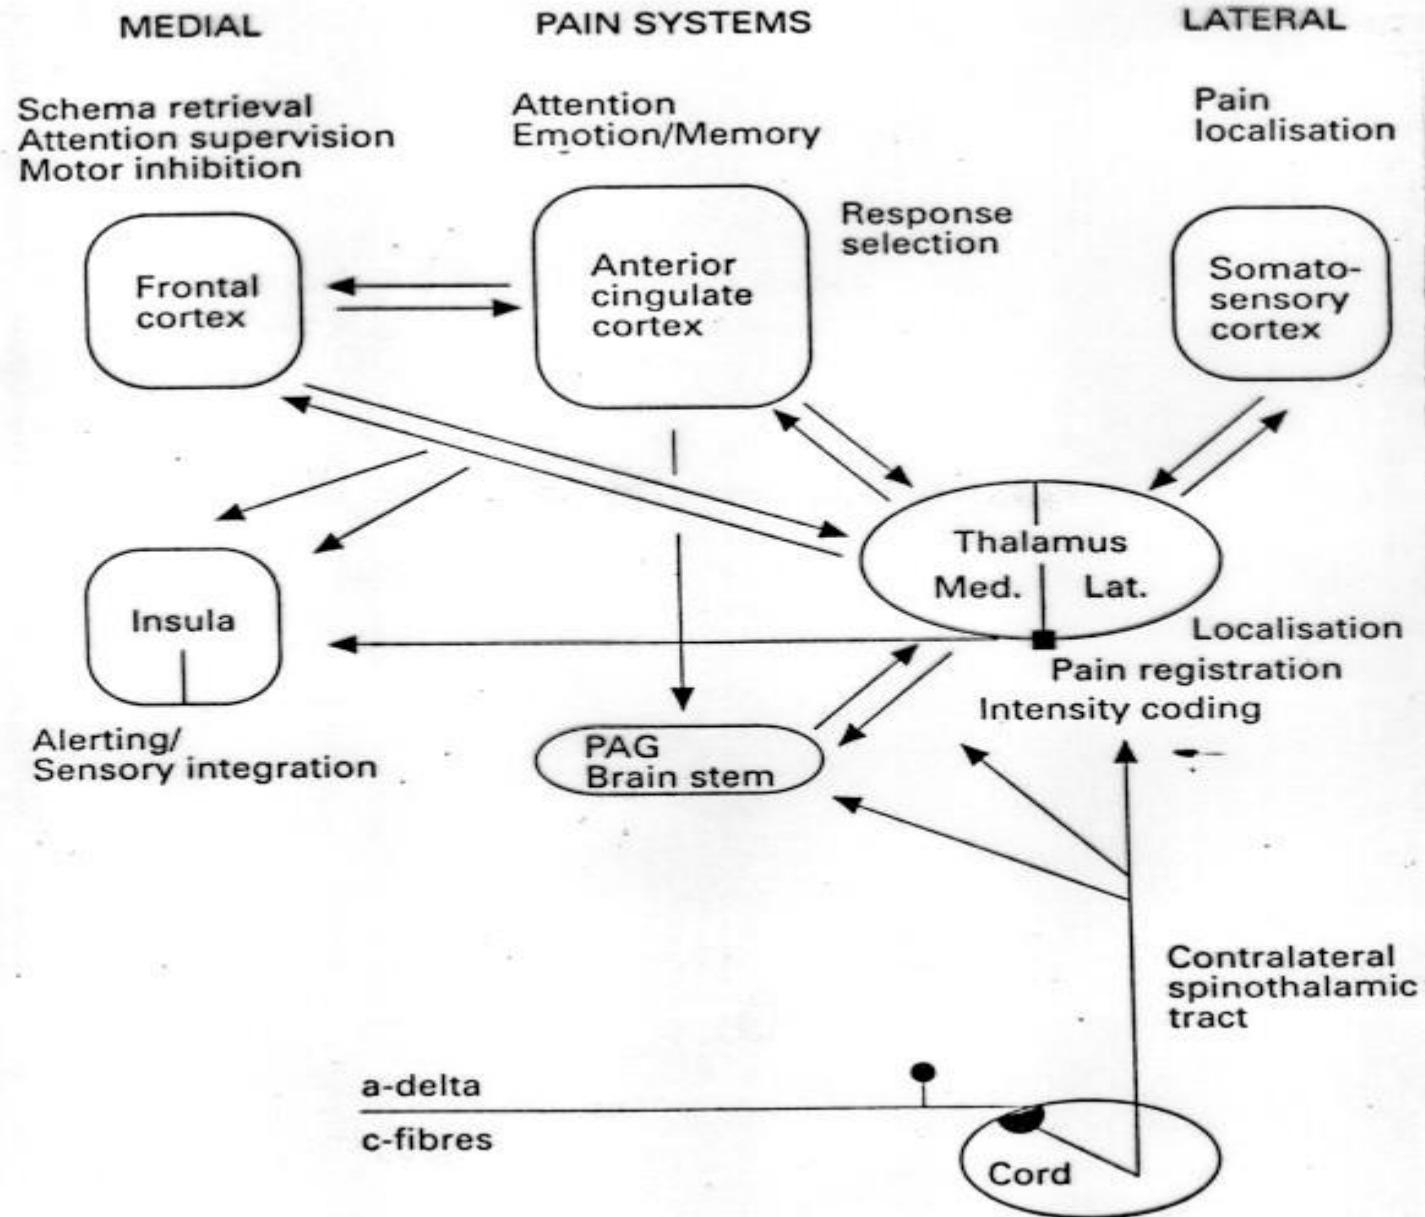 MEDIAL
PAIN SYSTEMS
LATERAL
Schema retrieval
Attention supervision
Motor inhibition
Attention
Emotion/Memory
Pain
localisation
Response
selection
Frontal
cortex
Anterior
cingulate
cortex
Somato-
sensory
cortex
Thalamus
Med.
Lat.
Insula
Localisation
Pain registration
Intensity coding
Alerting/
Sensory integration
PAG
Brain stem
Contralateral
spinothalamic
tract
a-delta
c-fibres
Cord